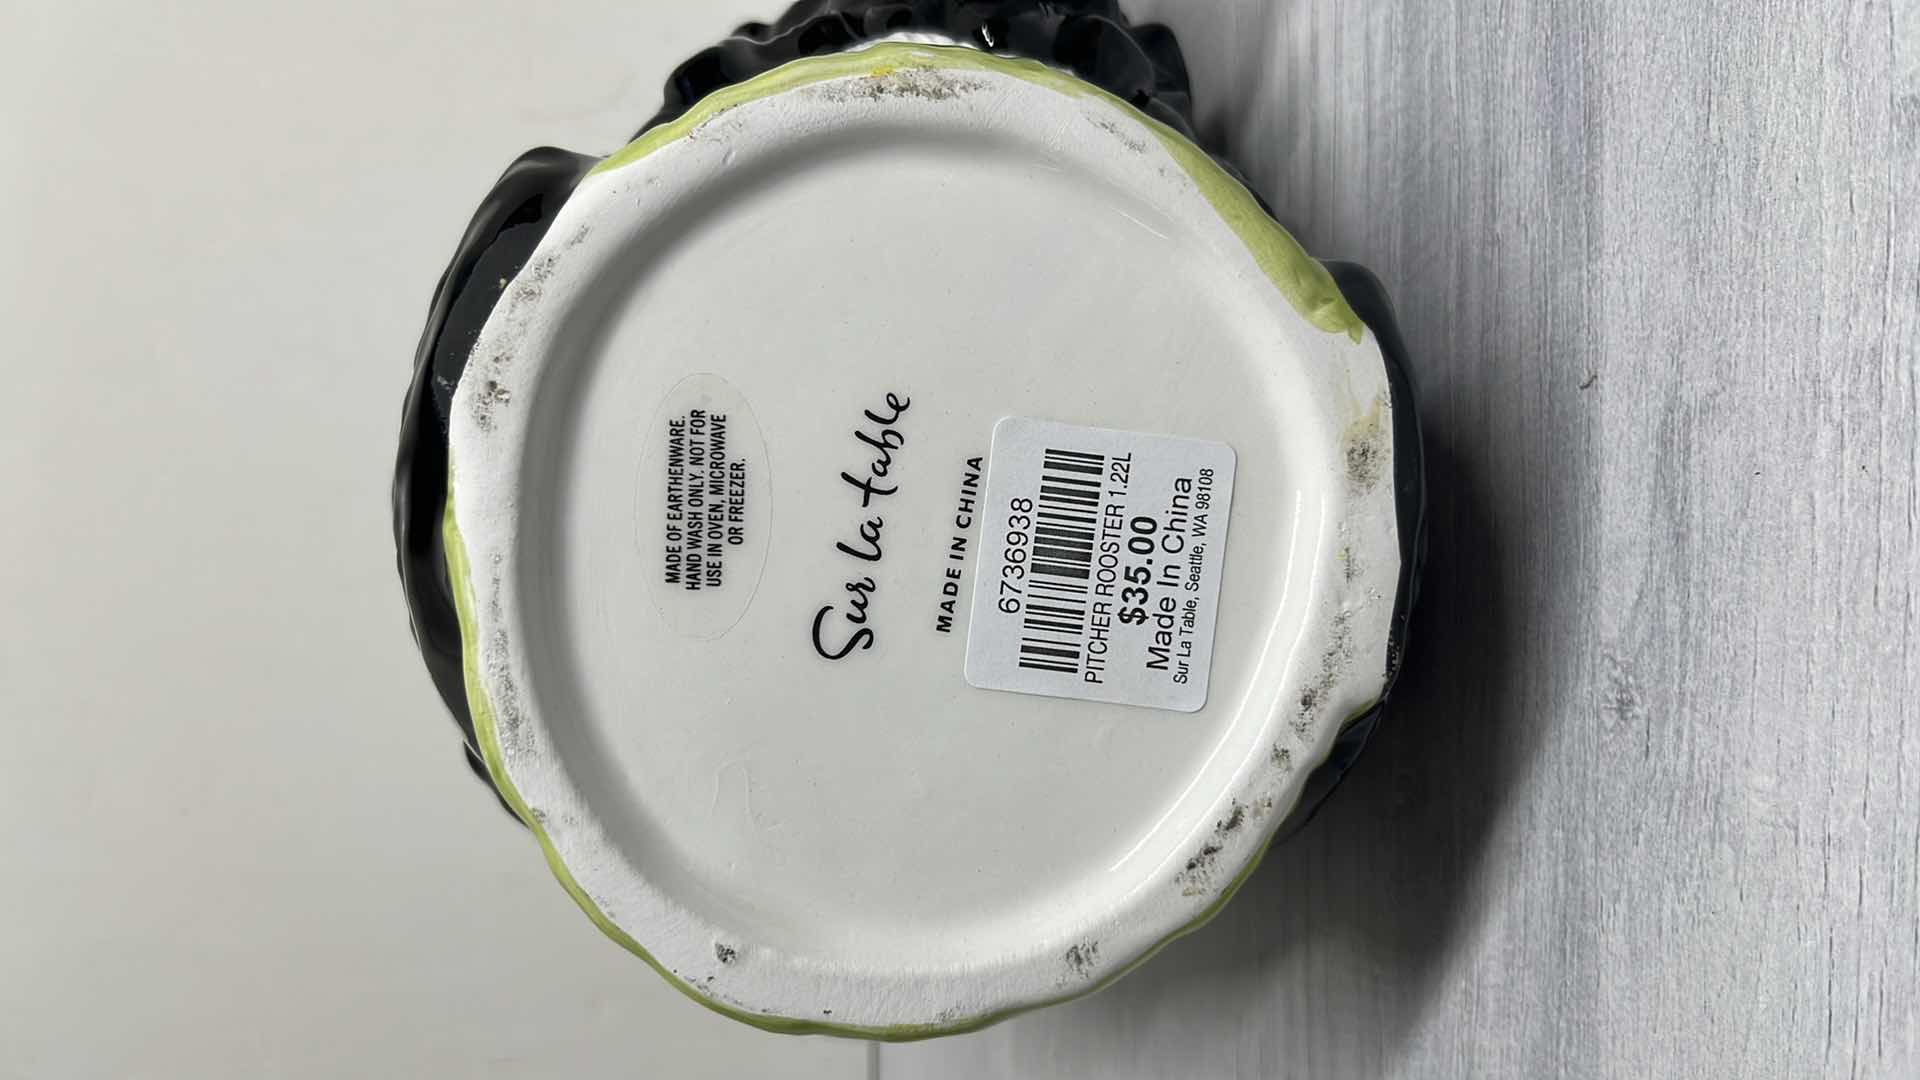 MADE OF EARTHENWARE.
HAND WASH ONLY. NOT FOR
USE IN OVEN, MICROWAVE
OR FREEZER.
Sur la table
MADE IN CHINA
6736938
PITCHER ROOSTER 1.22L
$35.00
Made In China
Sur La Table, Seattle, WA 98108